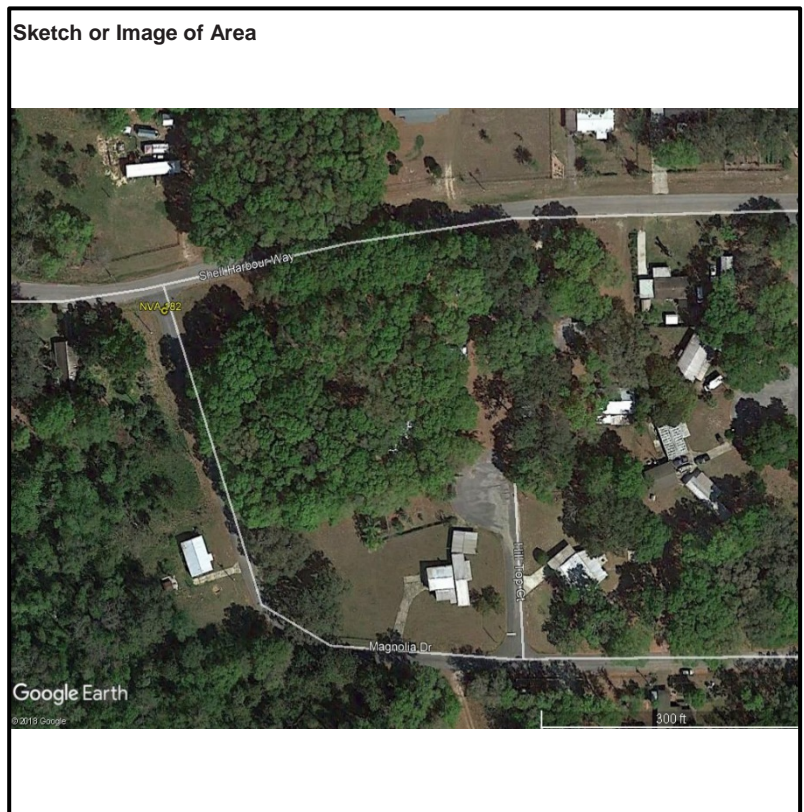 Sketch or Image of Area
Shell Harbour Way
NVA-182
Hill Top Ct
Magnolia Dr
Google Earth
© 2018 Google
300 ft